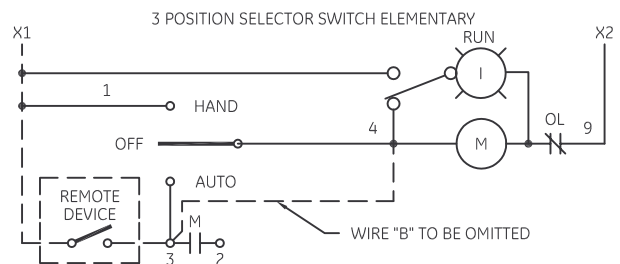 3 POSITION SELECTOR SWITCH ELEMENTARY
X1
RUN
X2
I
1
HAND
OL
4
9
OFF
M
AUTO
REMOTE
DEVICE
M
WIRE "B" TO BE OMITTED
3
2